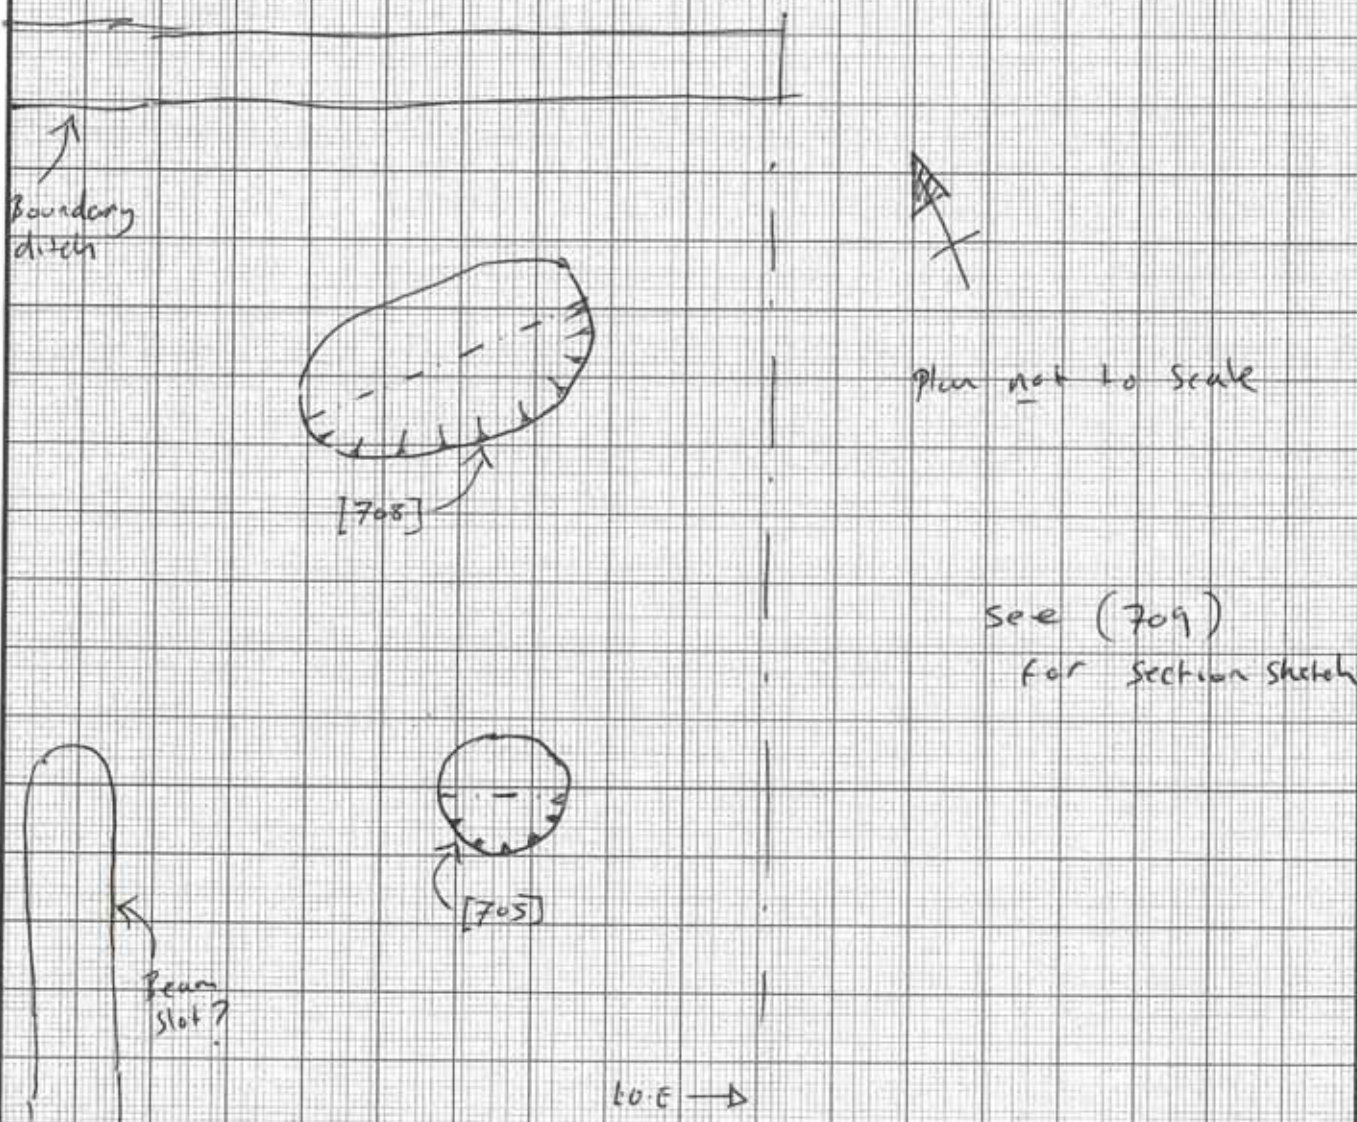 Boundary
ditch
plan not to scale
[708]
see (709)
for section sketch
[705]
Beam
slot?
L.O.E